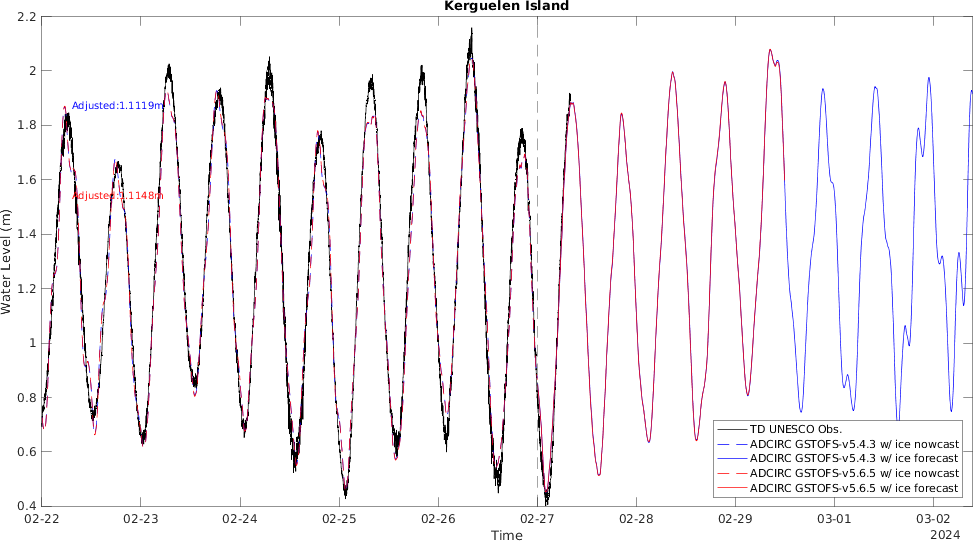 Kerguelen Island
2.2
2
1.8
1.6
1.4
1.2
1
0.8
0.6
0.4
Water Level (m)
Adjusted:1.1119m
Adjusted:1.1148m
TD UNESCO Obs.
ADCIRC GSTOFS-v5.4.3 w/ ice nowcast
ADCIRC GSTOFS-v5.4.3 w/ ice forecast
ADCIRC GSTOFS-v5.6.5 w/ ice nowcast
ADCIRC GSTOFS-v5.6.5 w/ ice forecast
02-22 02-23 02-24 02-25 02-26 02-27 02-28 02-29 03-01 03-02
Time
2024